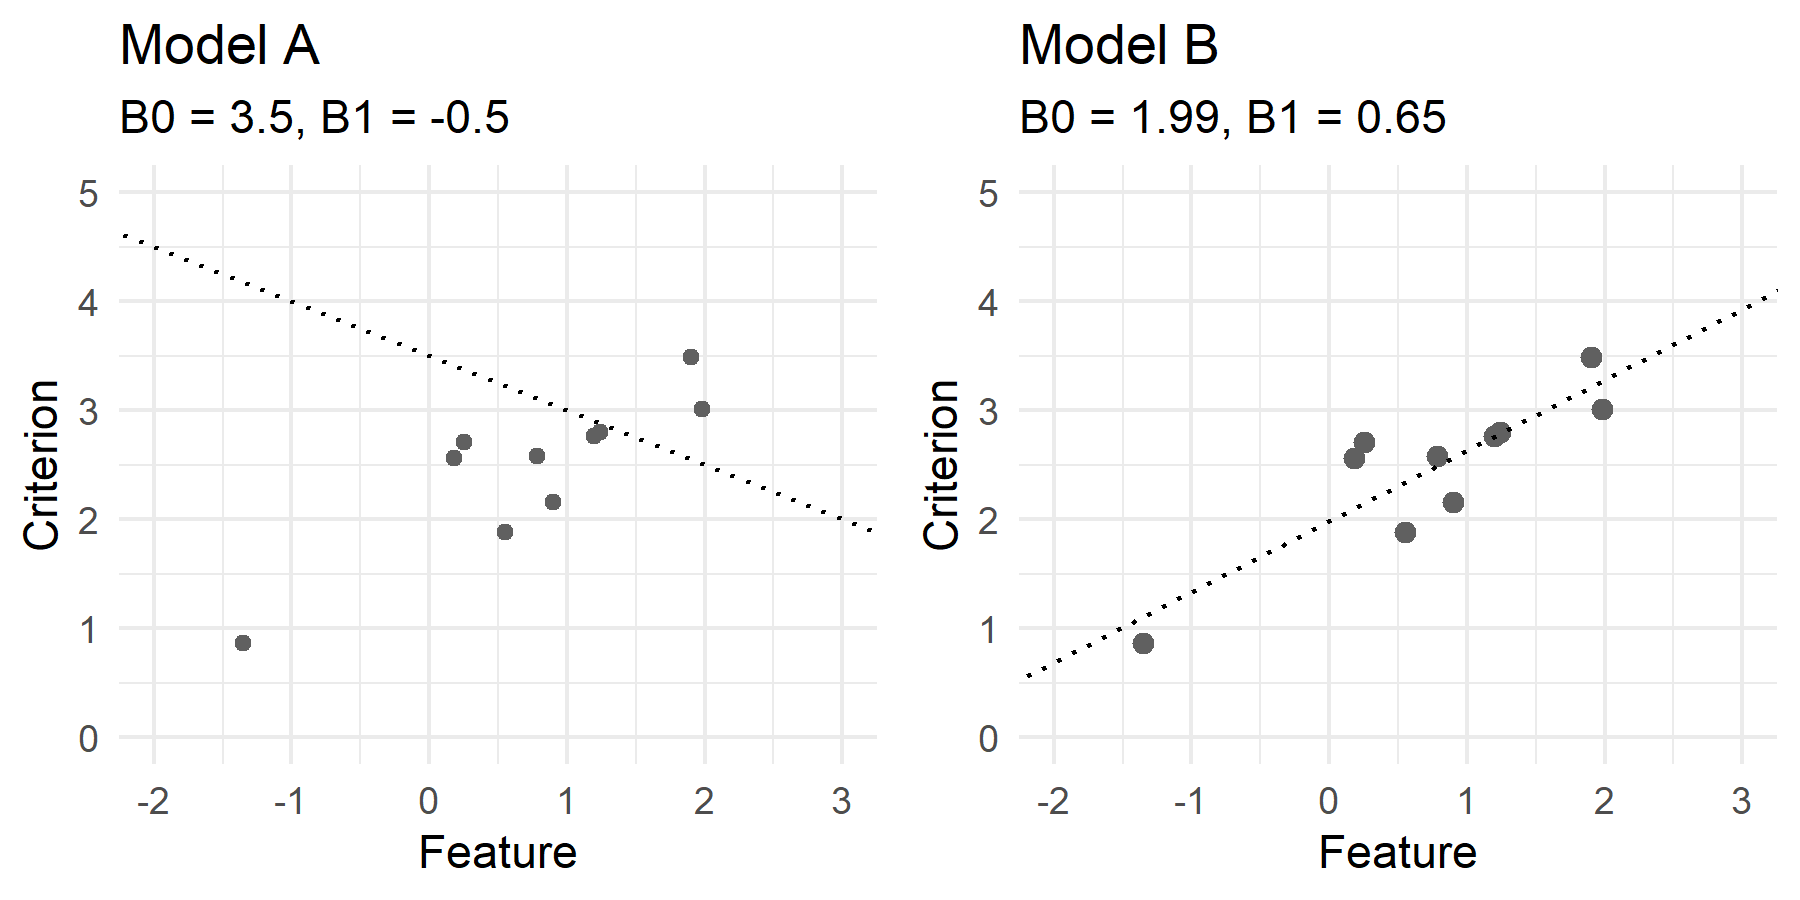 Model A
B0 = 3.5, B1 = -0.5
Criterion
5
4
3
2
1
0
-2 -1 0 1 2 3
Feature
Model B
B0 = 1.99, B1 = 0.65
Criterion
5
4
3
2
1
0
-2 -1 0 1 2 3
Feature